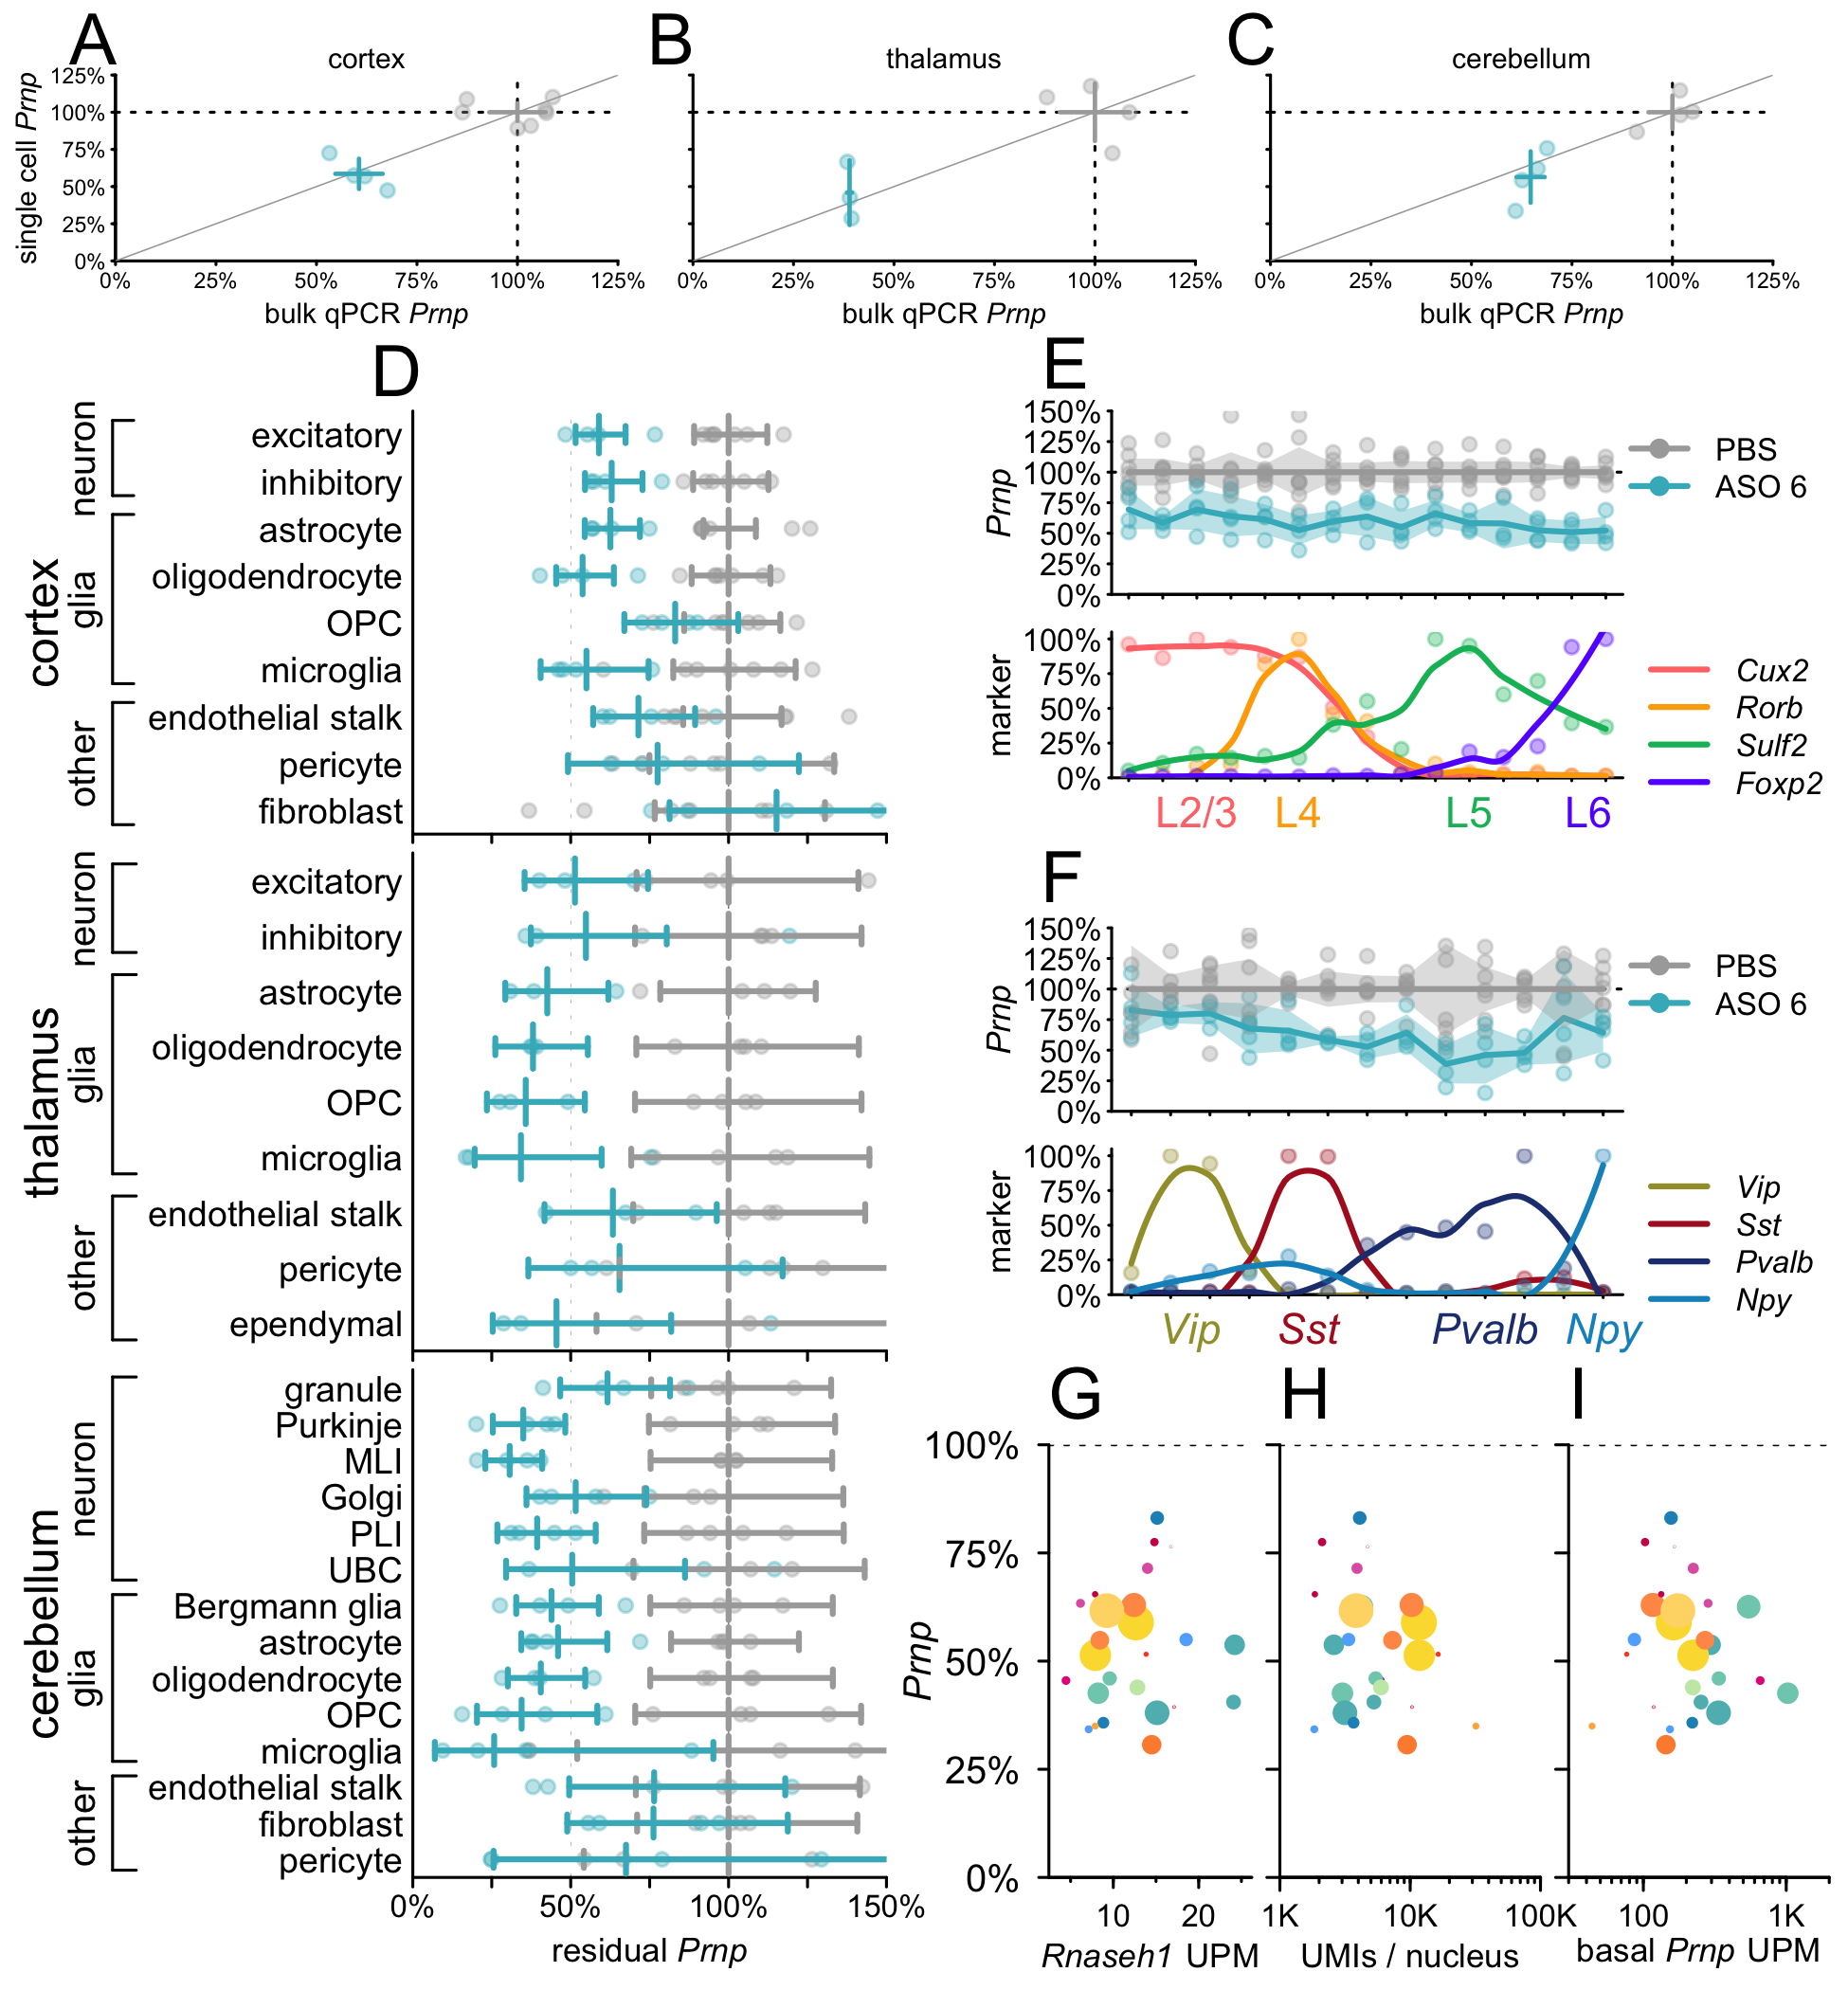 A
cortex
B
thalamus
C
cerebellum
single cell Prnp
125%
100%
75%
50%
25%
0%
0% 25% 50% 75% 100% 125%
bulk qPCR Prnp
0% 25% 50% 75% 100% 125%
bulk qPCR Prnp
0% 25% 50% 75% 100% 125%
bulk qPCR Prnp
D
cortex
neuron
excitatory
inhibitory
glia
astrocyte
oligodendrocyte
OPC
microglia
other
endothelial stalk
pericyte
fibroblast
thalamus
neuron
excitatory
inhibitory
glia
astrocyte
oligodendrocyte
OPC
microglia
other
endothelial stalk
pericyte
ependymal
cerebellum
neuron
granule
Purkinje
MLI
Golgi
PLI
UBC
glia
Bergmann glia
astrocyte
oligodendrocyte
OPC
microglia
other
endothelial stalk
fibroblast
pericyte
0% 50% 100% 150%
residual Prnp
E
Prnp
150%
125%
100%
75%
50%
25%
0%
PBS
ASO 6
marker
100%
75%
50%
25%
0%
L2/3 L4 L5 L6
Cux2
Rorb
Sulf2
Foxp2
F
Prnp
150%
125%
100%
75%
50%
25%
0%
PBS
ASO 6
marker
100%
75%
50%
25%
0%
Vip Sst Pvalb Npy
Vip
Sst
Pvalb
Npy
G
H
I
Prnp
100%
75%
50%
25%
0%
10 20
Rnaseh1 UPM
1K 10K 100K
UMIs / nucleus
100 1K
basal Prnp UPM